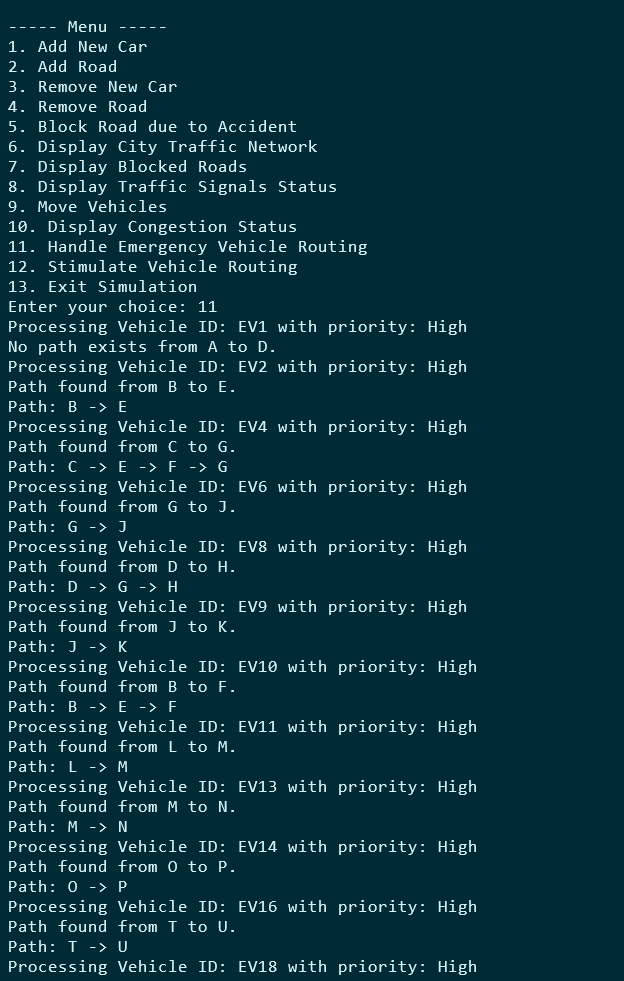 ----- Menu -----
1. Add New Car
2. Add Road
3. Remove New Car
4. Remove Road
5. Block Road due to Accident
6. Display City Traffic Network
7. Display Blocked Roads
8. Display Traffic Signals Status
9. Move Vehicles
10. Display Congestion Status
11. Handle Emergency Vehicle Routing
12. Stimulate Vehicle Routing
13. Exit Simulation
Enter your choice: 11
Processing Vehicle ID: EV1 with priority: High
No path exists from A to D.
Processing Vehicle ID: EV2 with priority: High
Path found from B to E.
Path: B -> E
Processing Vehicle ID: EV4 with priority: High
Path found from C to G.
Path: C -> E -> F -> G
Processing Vehicle ID: EV6 with priority: High
Path found from G to J.
Path: G -> J
Processing Vehicle ID: EV8 with priority: High
Path found from D to H.
Path: D -> G -> H
Processing Vehicle ID: EV9 with priority: High
Path found from J to K.
Path: J -> K
Processing Vehicle ID: EV10 with priority: High
Path found from B to F.
Path: B -> E -> F
Processing Vehicle ID: EV11 with priority: High
Path found from L to M.
Path: L -> M
Processing Vehicle ID: EV13 with priority: High
Path found from M to N.
Path: M -> N
Processing Vehicle ID: EV14 with priority: High
Path found from O to P.
Path: O -> P
Processing Vehicle ID: EV16 with priority: High
Path found from T to U.
Path: T -> U
Processing Vehicle ID: EV18 with priority: High